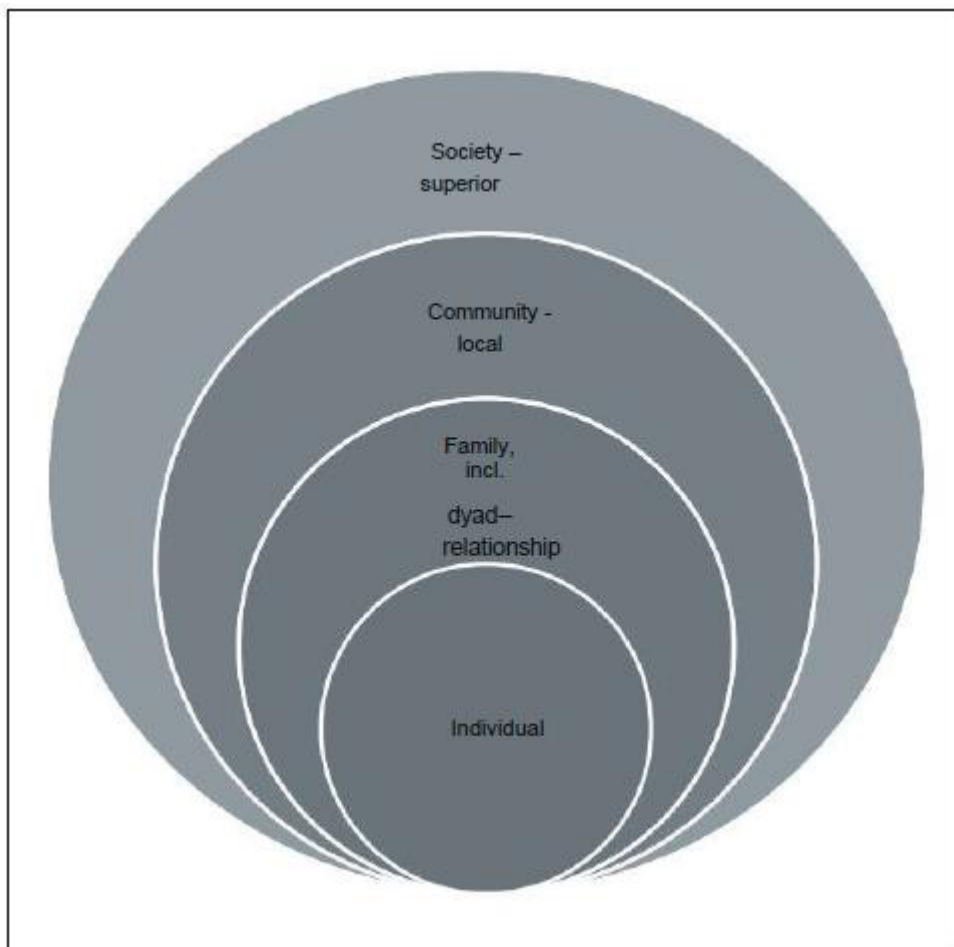 Society –
superior
Community -
local
Family,
incl.
dyad–
relationship
Individual